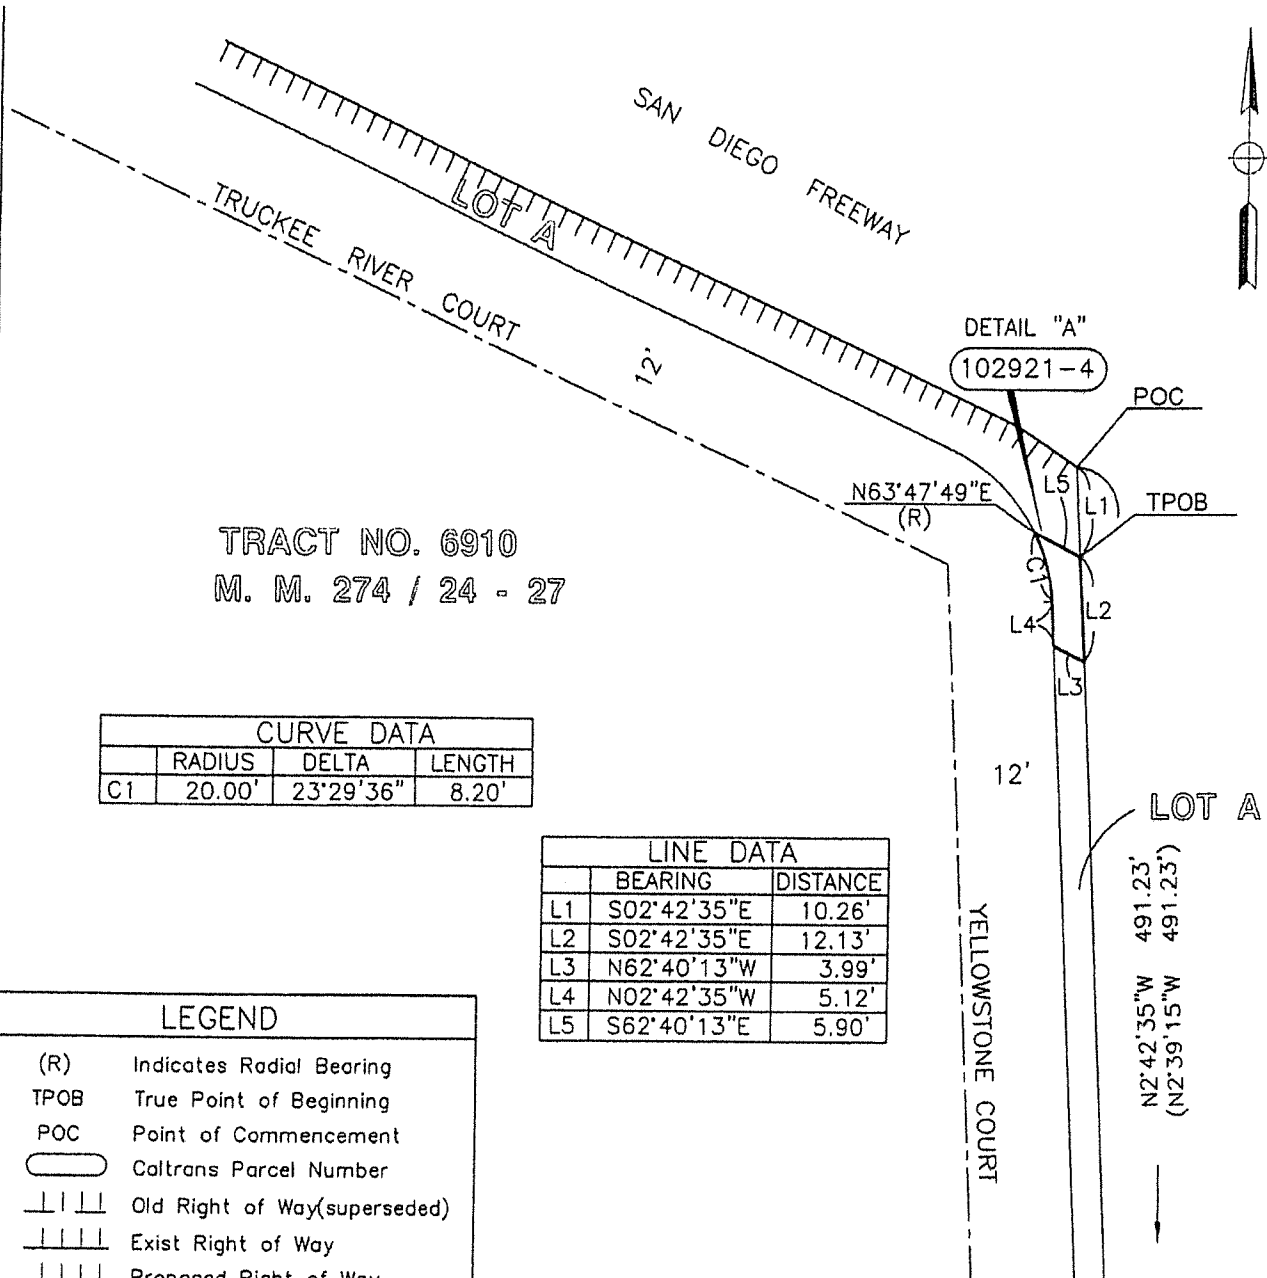 SAN DIEGO FREEWAY
LOT A
TRUCKEE RIVER COURT
12'
DETAIL "A"
102921-4
POC
L5
L1
TPOB
N63°47'49"E
(R)
C1
L4
L2
L3
TRACT NO. 6910
M. M. 274 / 24 - 27
CURVE DATA
RADIUS DELTA LENGTH
C1 20.00' 23°29'36" 8.20'
12'
LOT A
LINE DATA
BEARING DISTANCE
L1 S02°42'35"E 10.26'
L2 S02°42'35"E 12.13'
L3 N62°40'13"W 3.99'
L4 N02°42'35"W 5.12'
L5 S62°40'13"E 5.90'
YELLOWSTONE COURT
N2°42'35"W 491.23'
(N2°39'15"W 491.23')
LEGEND
(R) Indicates Radial Bearing
TPOB True Point of Beginning
POC Point of Commencement
Caltrans Parcel Number
Old Right of Way(superseded)
Exist Right of Way
Proposed Right of Way